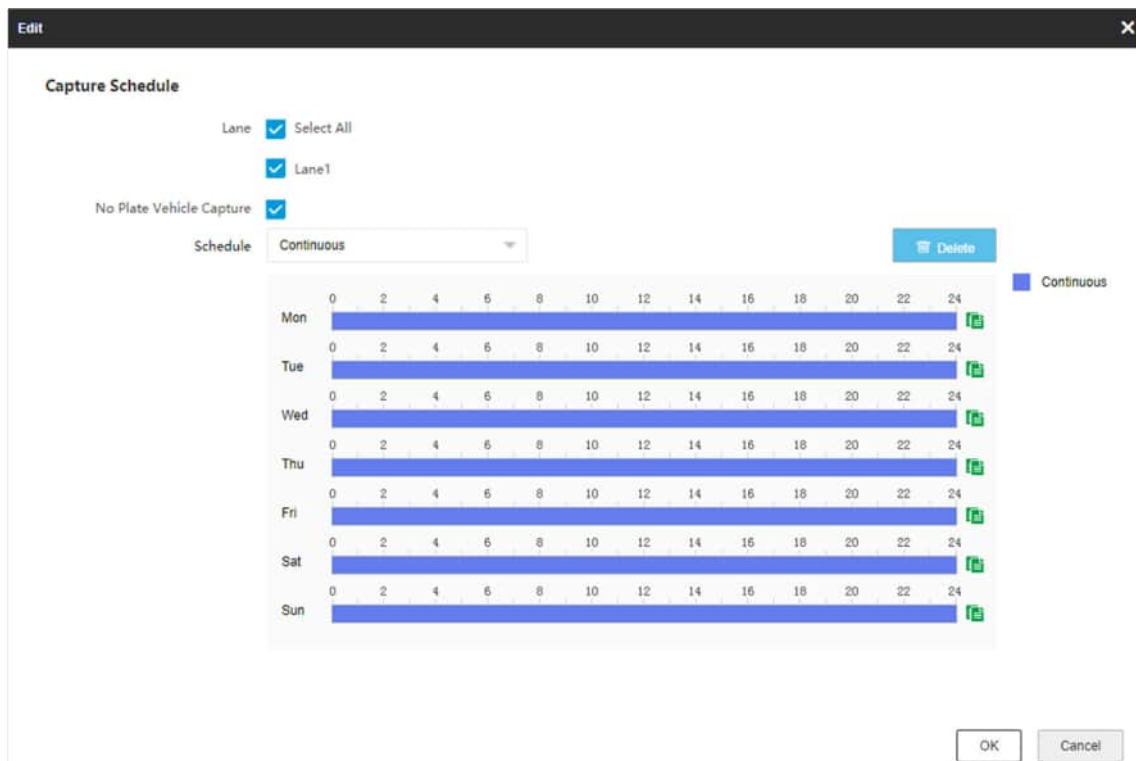 Edit
Capture Schedule
Lane Select All
Lane1
No Plate Vehicle Capture
Schedule Continuous Delete
Continuous
0 2 4 6 8 10 12 14 16 18 20 22 24
Mon
0 2 4 6 8 10 12 14 16 18 20 22 24
Tue
0 2 4 6 8 10 12 14 16 18 20 22 24
Wed
0 2 4 6 8 10 12 14 16 18 20 22 24
Thu
0 2 4 6 8 10 12 14 16 18 20 22 24
Fri
0 2 4 6 8 10 12 14 16 18 20 22 24
Sat
0 2 4 6 8 10 12 14 16 18 20 22 24
Sun
OK Cancel